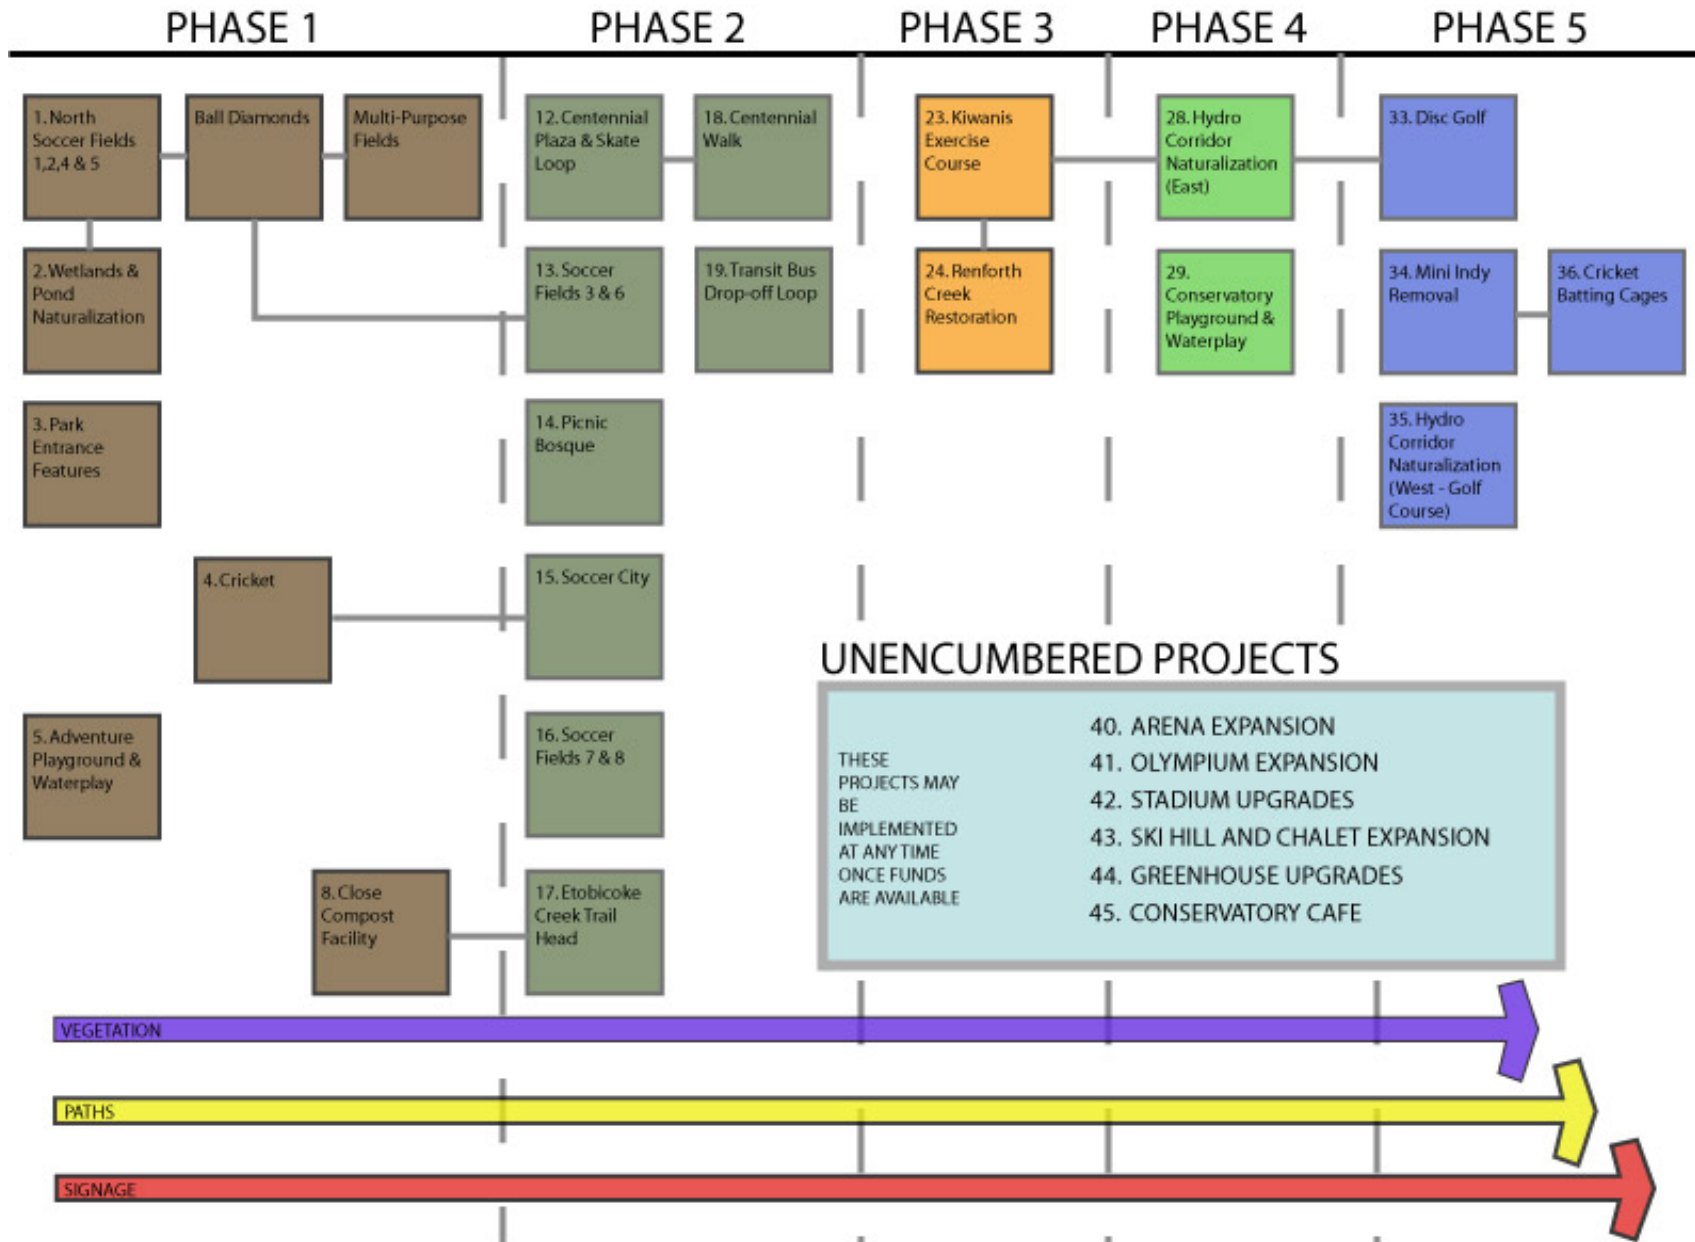 PHASE 1
PHASE 2
PHASE 3
PHASE 4
PHASE 5
1. North
Soccer Fields
1,2,4 & 5
Ball Diamonds
Multi-Purpose
Fields
12. Centennial
Plaza & Skate
Loop
18. Centennial
Walk
23. Kiwanis
Exercise
Course
28. Hydro
Corridor
Naturalization
(East)
33. Disc Golf
2. Wetlands &
Pond
Naturalization
13. Soccer
Fields 3 & 6
19. Transit Bus
Drop-off Loop
24. Renforth
Creek
Restoration
29.
Conservatory
Playground &
Waterplay
34. Mini Indy
Removal
36. Cricket
Batting Cages
3. Park
Entrance
Features
14. Picnic
Bosque
35. Hydro
Corridor
Naturalization
(West - Golf
Course)
4. Cricket
15. Soccer City
5. Adventure
Playground &
Waterplay
16. Soccer
Fields 7 & 8
8. Close
Compost
Facility
17. Etobicoke
Creek Trail
Head
UNENCUMBERED PROJECTS
THESE
PROJECTS MAY
BE
IMPLEMENTED
AT ANY TIME
ONCE FUNDS
ARE AVAILABLE
40. ARENA EXPANSION
41. OLYMPIUM EXPANSION
42. STADIUM UPGRADES
43. SKI HILL AND CHALET EXPANSION
44. GREENHOUSE UPGRADES
45. CONSERVATORY CAFE
VEGETATION
PATHS
SIGNAGE